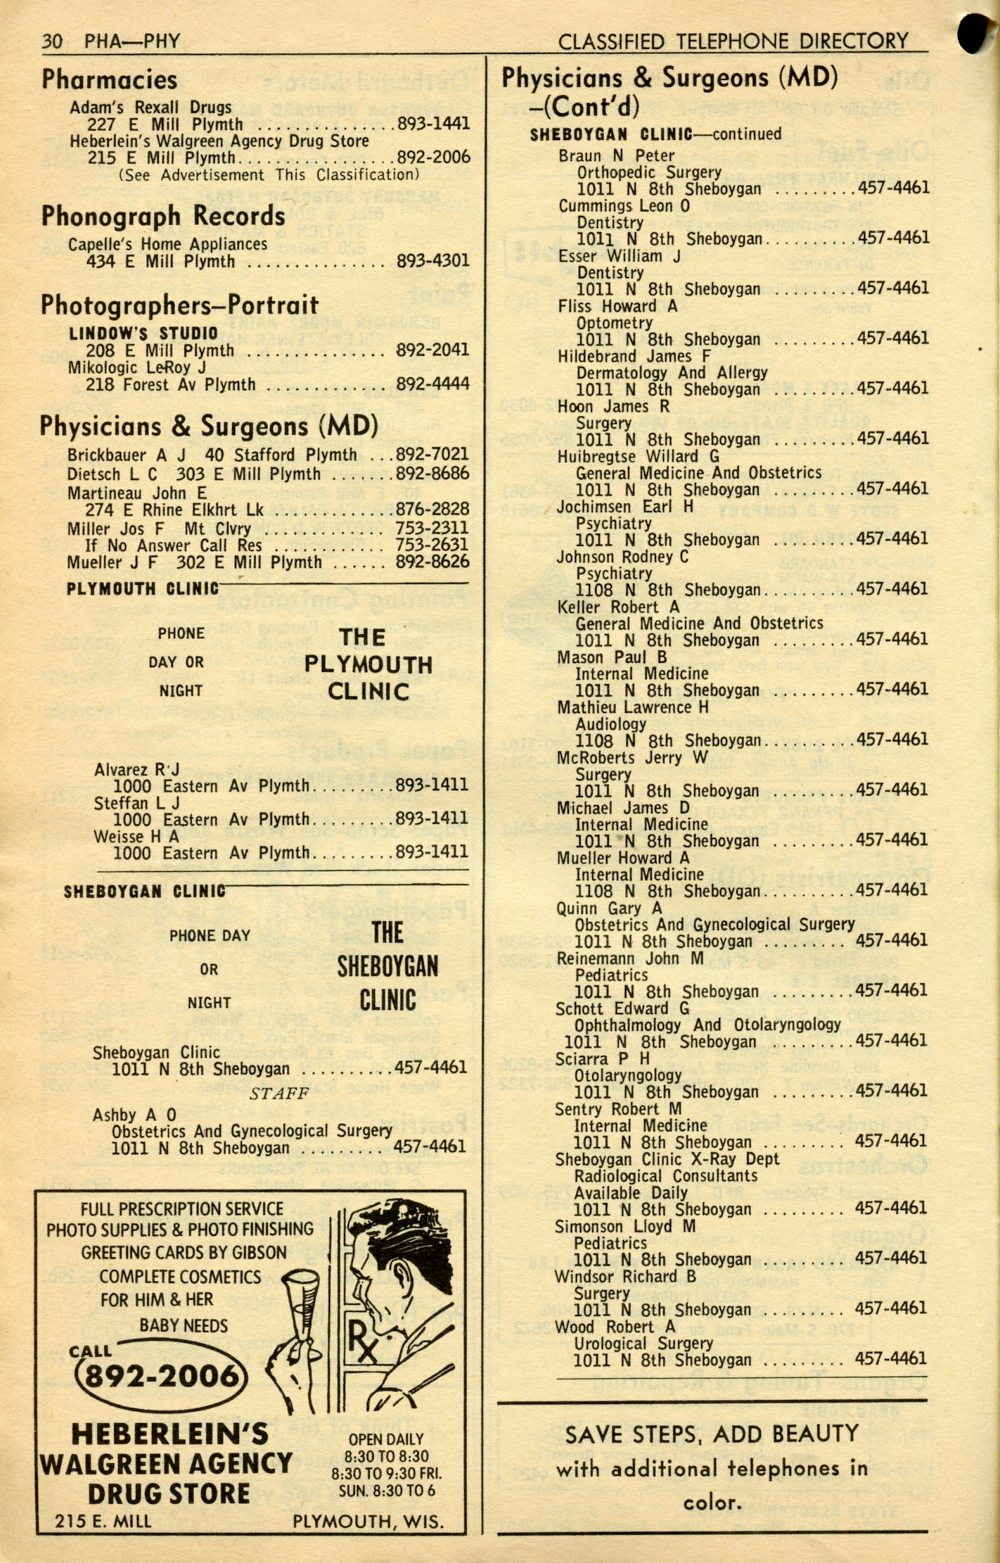 30 PHA—PHY
CLASSIFIED TELEPHONE DIRECTORY
Pharmacies
Adam's Rexall Drugs
227 E Mill Plymth ...............893-1441
Heberlein's Walgreen Agency Drug Store
215 E Mill Plymth.................892-2006
(See Advertisement This Classification)
Phonograph Records
Capelle's Home Appliances
434 E Mill Plymth ............... 893-4301
Photographers–Portrait
LINDOW'S STUDIO
208 E Mill Plymth ............... 892-2041
Mikologic LeRoy J
218 Forest Av Plymth ............. 892-4444
Physicians & Surgeons (MD)
Brickbauer A J 40 Stafford Plymth ...892-7021
Dietsch L C 303 E Mill Plymth ...... 892-8686
Martineau John E
274 E Rhine Elkhrt Lk ............ 876-2828
Miller Jos F Mt Clvry ............. 753-2311
If No Answer Call Res ............ 753-2631
Mueller J F 302 E Mill Plymth ...... 892-8626
PLYMOUTH CLINIC
PHONE
DAY OR
NIGHT
THE
PLYMOUTH
CLINIC
Alvarez R J
1000 Eastern Av Plymth.........893-1411
Steffan L J
1000 Eastern Av Plymth.........893-1411
Weisse H A
1000 Eastern Av Plymth.........893-1411
SHEBOYGAN CLINIC
PHONE DAY
OR
NIGHT
THE
SHEBOYGAN
CLINIC
Sheboygan Clinic
1011 N 8th Sheboygan ..........457-4461
STAFF
Ashby A O
Obstetrics And Gynecological Surgery
1011 N 8th Sheboygan ..........457-4461
FULL PRESCRIPTION SERVICE
PHOTO SUPPLIES & PHOTO FINISHING
GREETING CARDS BY GIBSON
COMPLETE COSMETICS
FOR HIM & HER
BABY NEEDS
CALL
892-2006
Rx
HEBERLEIN'S
WALGREEN AGENCY
DRUG STORE
OPEN DAILY
8:30 TO 8:30
8:30 TO 9:30 FRI.
SUN. 8:30 TO 6
215 E. MILL
PLYMOUTH, WIS.
Physicians & Surgeons (MD)
–(Cont'd)
SHEBOYGAN CLINIC—continued
Braun N Peter
Orthopedic Surgery
1011 N 8th Sheboygan .........457-4461
Cummings Leon O
Dentistry
1011 N 8th Sheboygan..........457-4461
Esser William J
Dentistry
1011 N 8th Sheboygan .........457-4461
Fliss Howard A
Optometry
1011 N 8th Sheboygan .........457-4461
Hildebrand James F
Dermatology And Allergy
1011 N 8th Sheboygan .........457-4461
Hoon James R
Surgery
1011 N 8th Sheboygan .........457-4461
Huibregtse Willard G
General Medicine And Obstetrics
1011 N 8th Sheboygan .........457-4461
Jochimsen Earl H
Psychiatry
1011 N 8th Sheboygan .........457-4461
Johnson Rodney C
Psychiatry
1108 N 8th Sheboygan..........457-4461
Keller Robert A
General Medicine And Obstetrics
1011 N 8th Sheboygan .........457-4461
Mason Paul B
Internal Medicine
1011 N 8th Sheboygan .........457-4461
Mathieu Lawrence H
Audiology
1108 N 8th Sheboygan..........457-4461
McRoberts Jerry W
Surgery
1011 N 8th Sheboygan .........457-4461
Michael James D
Internal Medicine
1011 N 8th Sheboygan .........457-4461
Mueller Howard A
Internal Medicine
1108 N 8th Sheboygan..........457-4461
Quinn Gary A
Obstetrics And Gynecological Surgery
1011 N 8th Sheboygan ......... 457-4461
Reinemann John M
Pediatrics
1011 N 8th Sheboygan .........457-4461
Schott Edward G
Ophthalmology And Otolaryngology
1011 N 8th Sheboygan ..........457-4461
Sciarra P H
Otolaryngology
1011 N 8th Sheboygan .........457-4461
Sentry Robert M
Internal Medicine
1011 N 8th Sheboygan ......... 457-4461
Sheboygan Clinic X-Ray Dept
Radiological Consultants
Available Daily
1011 N 8th Sheboygan ......... 457-4461
Simonson Lloyd M
Pediatrics
1011 N 8th Sheboygan ......... 457-4461
Windsor Richard B
Surgery
1011 N 8th Sheboygan ......... 457-4461
Wood Robert A
Urological Surgery
1011 N 8th Sheboygan ......... 457-4461
SAVE STEPS, ADD BEAUTY
with additional telephones in
color.